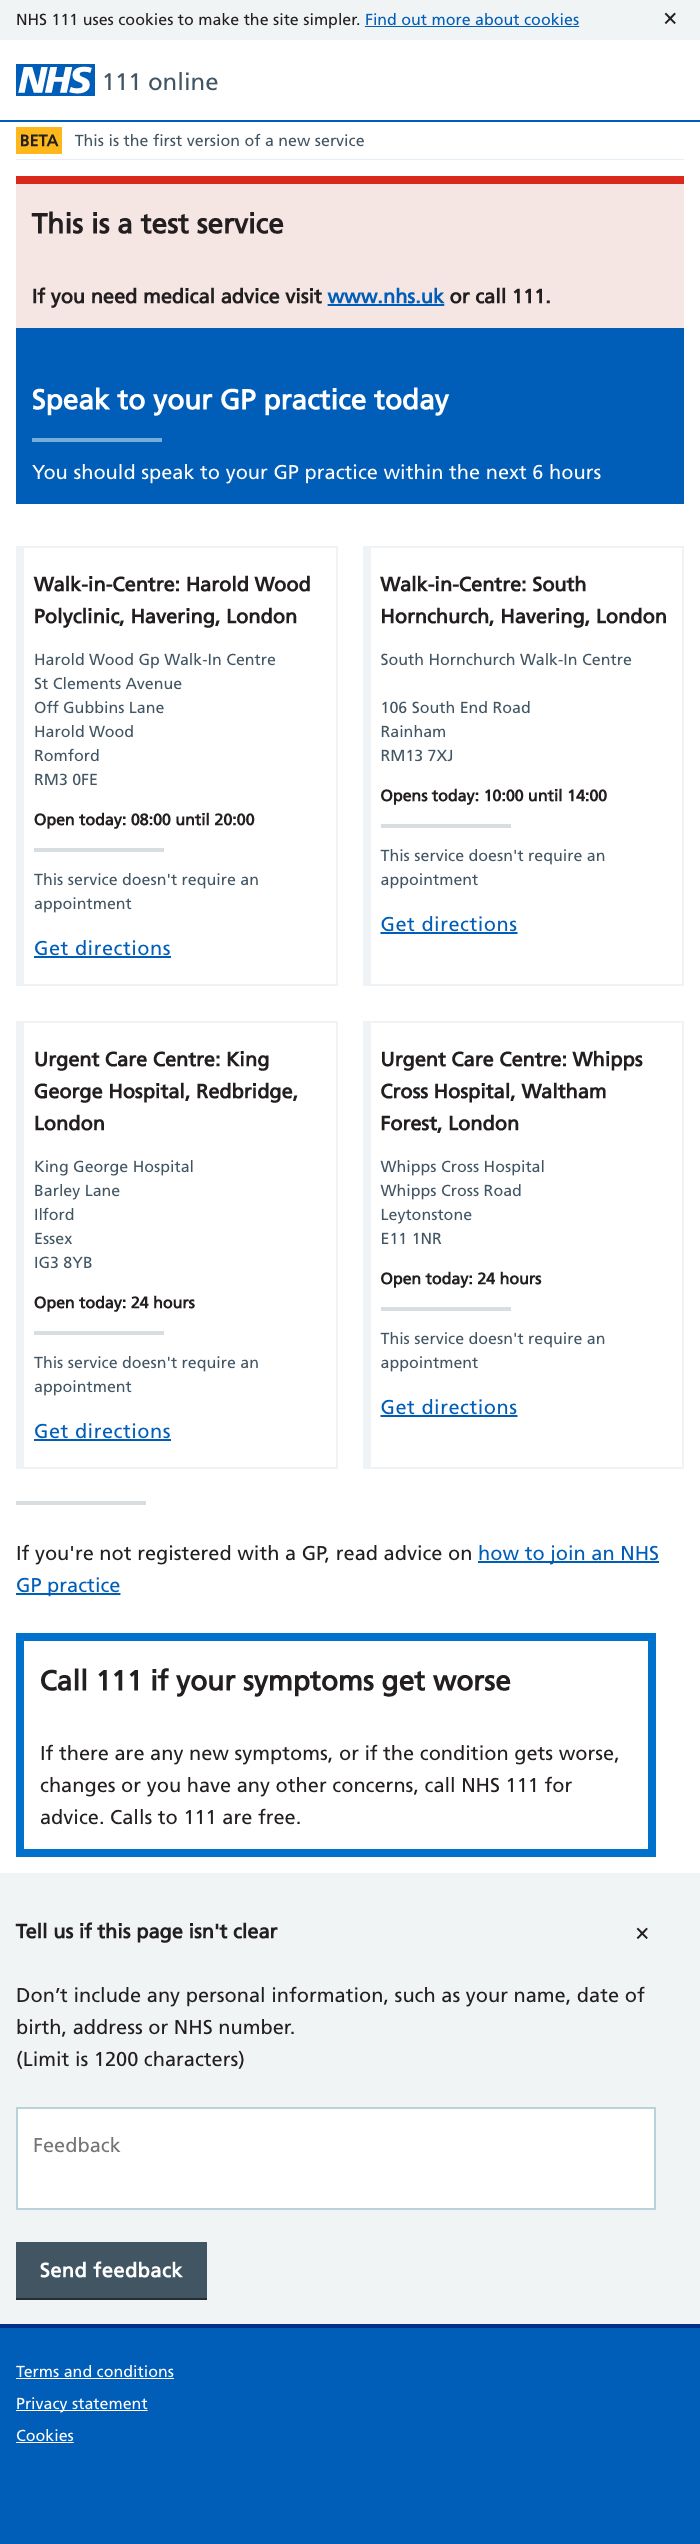 NHS 111 uses cookies to make the site simpler. Find out more about cookies ✕
NHS 111 online
BETA This is the first version of a new service
This is a test service
If you need medical advice visit www.nhs.uk or call 111.
Speak to your GP practice today
You should speak to your GP practice within the next 6 hours
Walk-in-Centre: Harold Wood
Polyclinic, Havering, London
Harold Wood Gp Walk-In Centre
St Clements Avenue
Off Gubbins Lane
Harold Wood
Romford
RM3 0FE
Open today: 08:00 until 20:00
This service doesn't require an
appointment
Get directions
Walk-in-Centre: South
Hornchurch, Havering, London
South Hornchurch Walk-In Centre
106 South End Road
Rainham
RM13 7XJ
Opens today: 10:00 until 14:00
This service doesn't require an
appointment
Get directions
Urgent Care Centre: King
George Hospital, Redbridge,
London
King George Hospital
Barley Lane
Ilford
Essex
IG3 8YB
Open today: 24 hours
This service doesn't require an
appointment
Get directions
Urgent Care Centre: Whipps
Cross Hospital, Waltham
Forest, London
Whipps Cross Hospital
Whipps Cross Road
Leytonstone
E11 1NR
Open today: 24 hours
This service doesn't require an
appointment
Get directions
If you're not registered with a GP, read advice on how to join an NHS
GP practice
Call 111 if your symptoms get worse
If there are any new symptoms, or if the condition gets worse,
changes or you have any other concerns, call NHS 111 for
advice. Calls to 111 are free.
Tell us if this page isn't clear ✕
Don’t include any personal information, such as your name, date of
birth, address or NHS number.
(Limit is 1200 characters)
Feedback
Send feedback
Terms and conditions
Privacy statement
Cookies